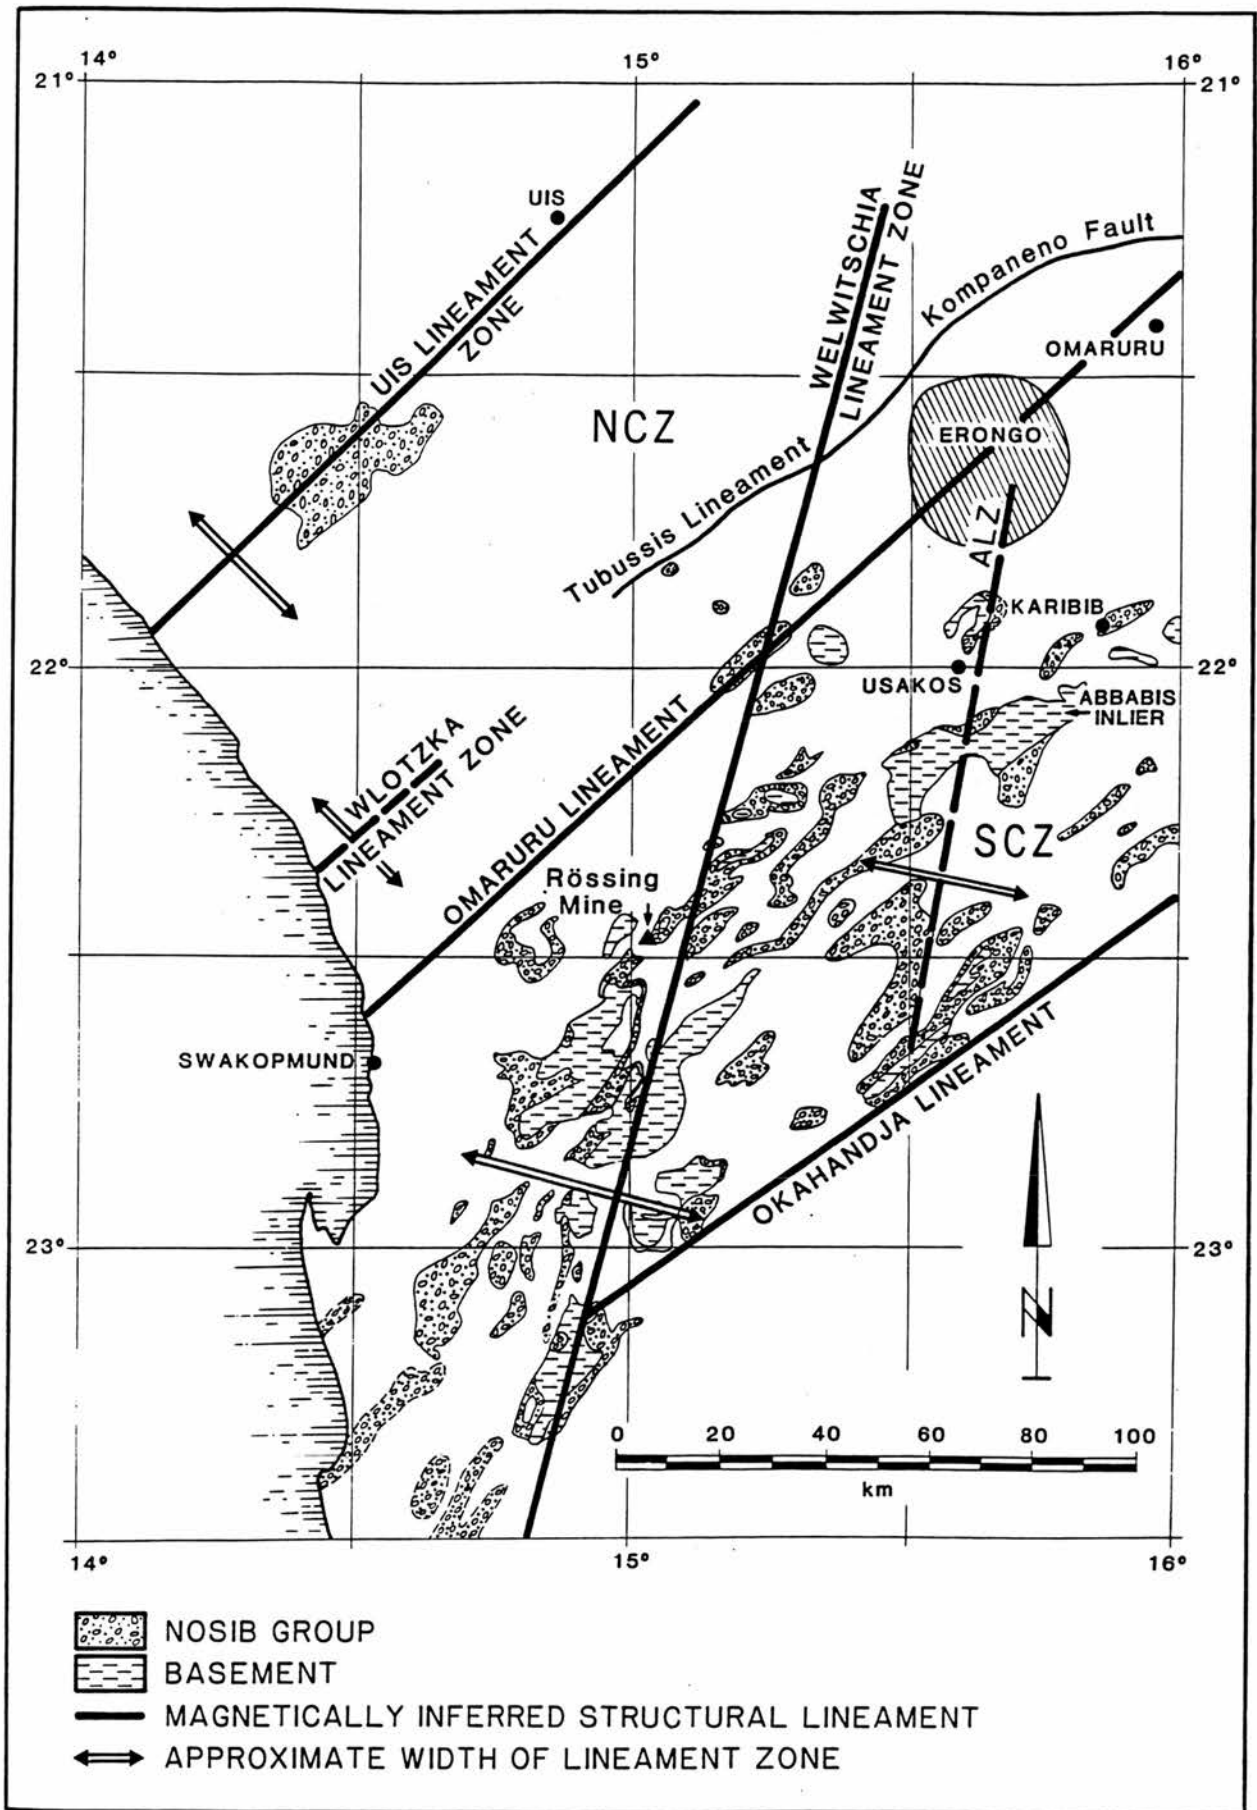 14°
15°
16°
21°
21°
UIS
UIS LINEAMENT
ZONE
WELWITSCHIA
LINEAMENT ZONE
Kompaneno Fault
OMARURU
NCZ
ERONGO
Tubussis Lineament
ALZ
KARIBIB
22°
22°
USAKOS
ABBABIS
INLIER
WLOTZKA
LINEAMENT ZONE
OMARURU LINEAMENT
SCZ
Rössing
Mine
SWAKOPMUND
OKAHANDJA LINEAMENT
23°
23°
N
0 20 40 60 80 100
km
14°
15°
16°
NOSIB GROUP
BASEMENT
MAGNETICALLY INFERRED STRUCTURAL LINEAMENT
APPROXIMATE WIDTH OF LINEAMENT ZONE